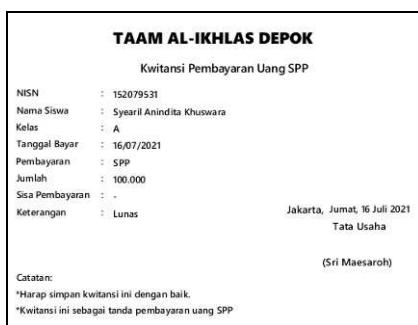 TAAM AL-IKHLAS DEPOK
Kwitansi Pembayaran Uang SPP
NISN : 152079531
Nama Siswa : Syearil Anindita Khuswara
Kelas : A
Tanggal Bayar : 16/07/2021
Pembayaran : SPP
Jumlah : 100.000
Sisa Pembayaran : -
Keterangan : Lunas
Jakarta, Jumat, 16 Juli 2021
Tata Usaha
(Sri Maesaroh)
Catatan:
*Harap simpan kwitansi ini dengan baik.
*Kwitansi ini sebagai tanda pembayaran uang SPP